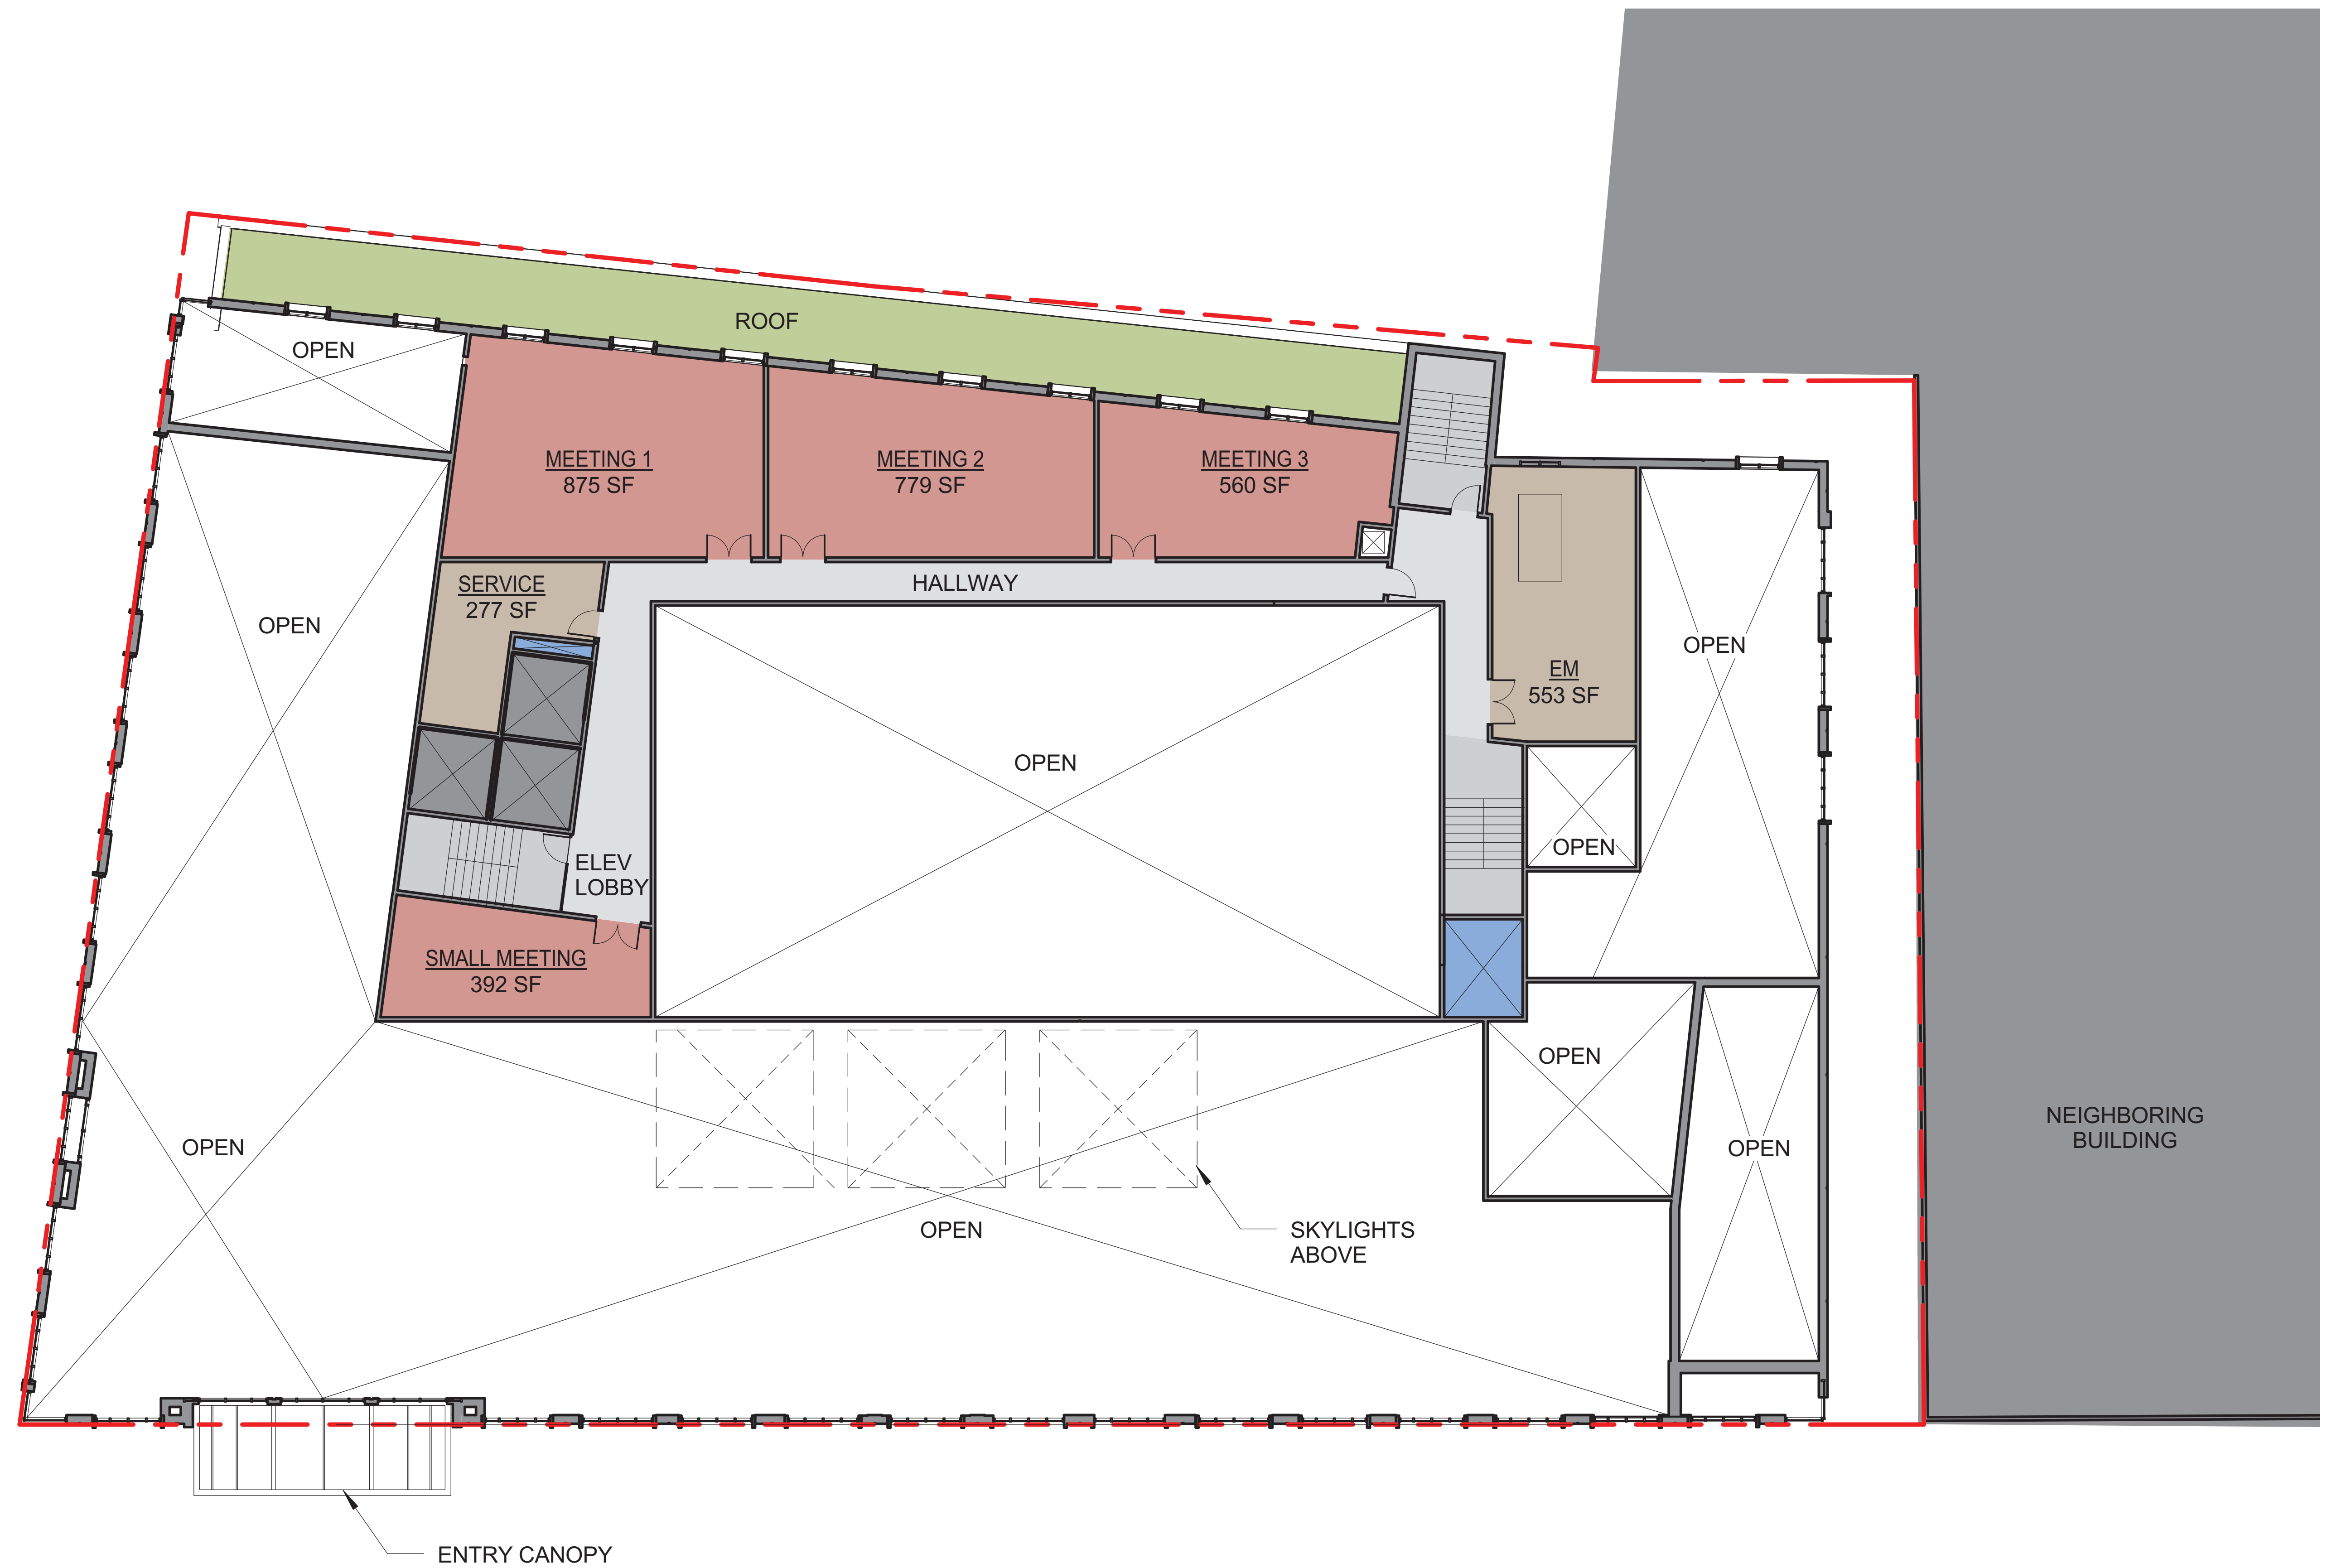 ROOF
OPEN
MEETING 1
875 SF
MEETING 2
779 SF
MEETING 3
560 SF
SERVICE
277 SF
HALLWAY
OPEN
OPEN
EM
553 SF
OPEN
OPEN
ELEV
LOBBY
SMALL MEETING
392 SF
OPEN
OPEN
OPEN
OPEN
NEIGHBORING
BUILDING
OPEN
SKYLIGHTS
ABOVE
ENTRY CANOPY